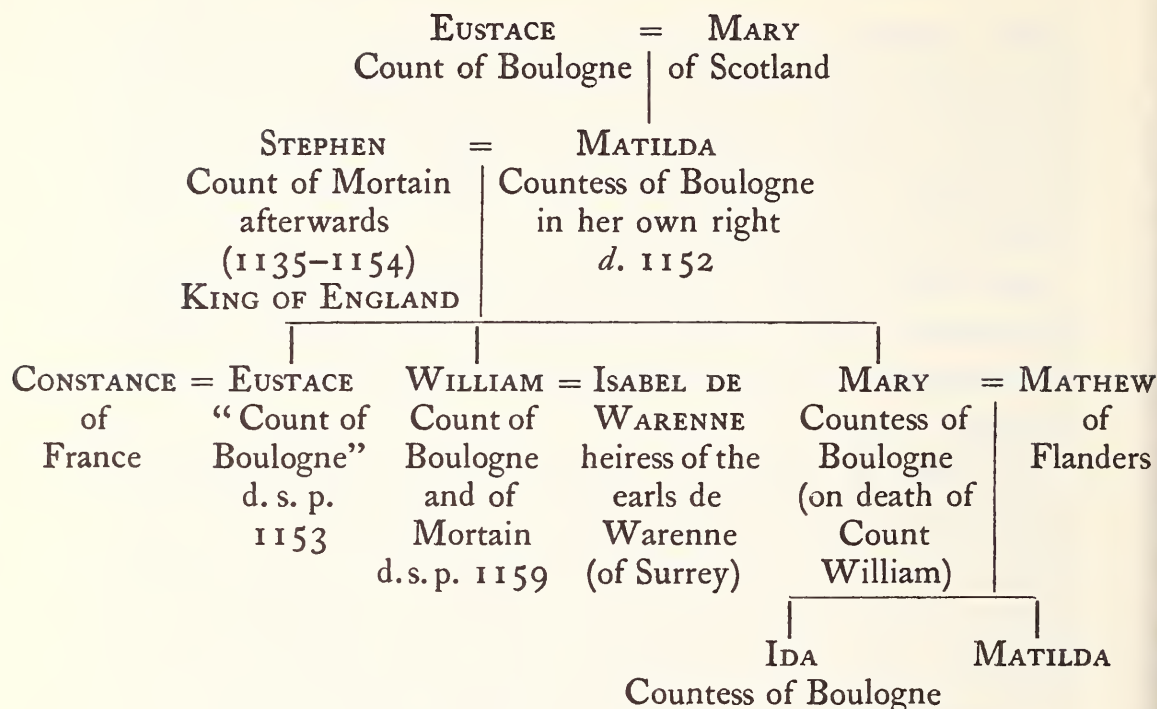 EUSTACE = MARY
Count of Boulogne of Scotland
STEPHEN = MATILDA
Count of Mortain Countess of Boulogne
afterwards in her own right
(1135–1154) d. 1152
KING OF ENGLAND
CONSTANCE = EUSTACE WILLIAM = ISABEL DE MARY = MATHEW
of "Count of Count of WARENNE Countess of of
France Boulogne" Boulogne heiress of the Boulogne Flanders
d. s. p. and of earls de (on death of
1153 Mortain Warenne Count
d. s. p. 1159 (of Surrey) William)
IDA MATILDA
Countess of Boulogne